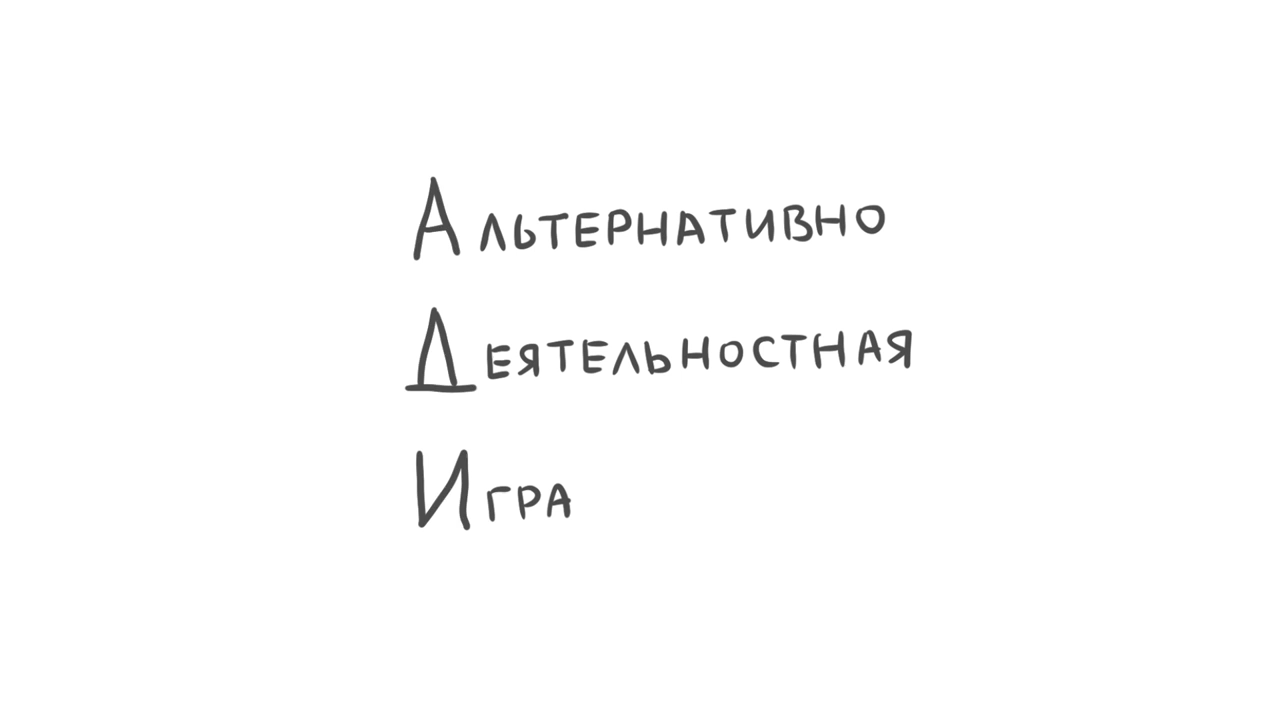 Альтернативно
Деятельностная
Игра